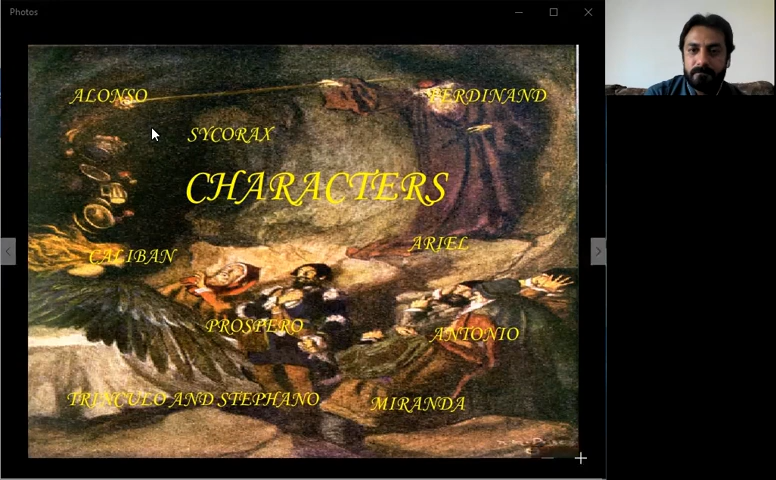 Photos
ALONSO
FERDINAND
SYCORAX
CHARACTERS
ARIEL
CALIBAN
PROSPERO
ANTONIO
TRINCULO AND STEPHANO
MIRANDA